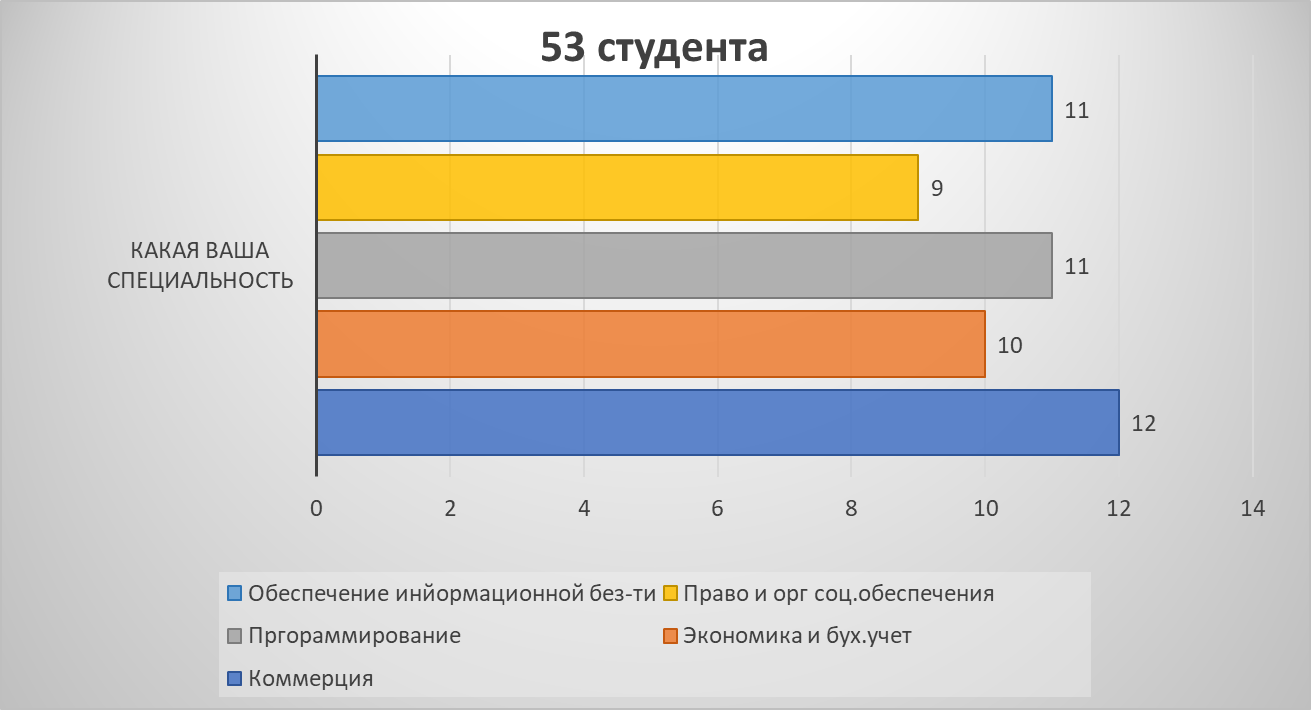 53 студента
11
9
КАКАЯ ВАША
СПЕЦИАЛЬНОСТЬ
11
10
12
0 2 4 6 8 10 12 14
Обеспечение инйормационной без-ти Право и орг соц.обеспечения
Пргораммирование Экономика и бух.учет
Коммерция